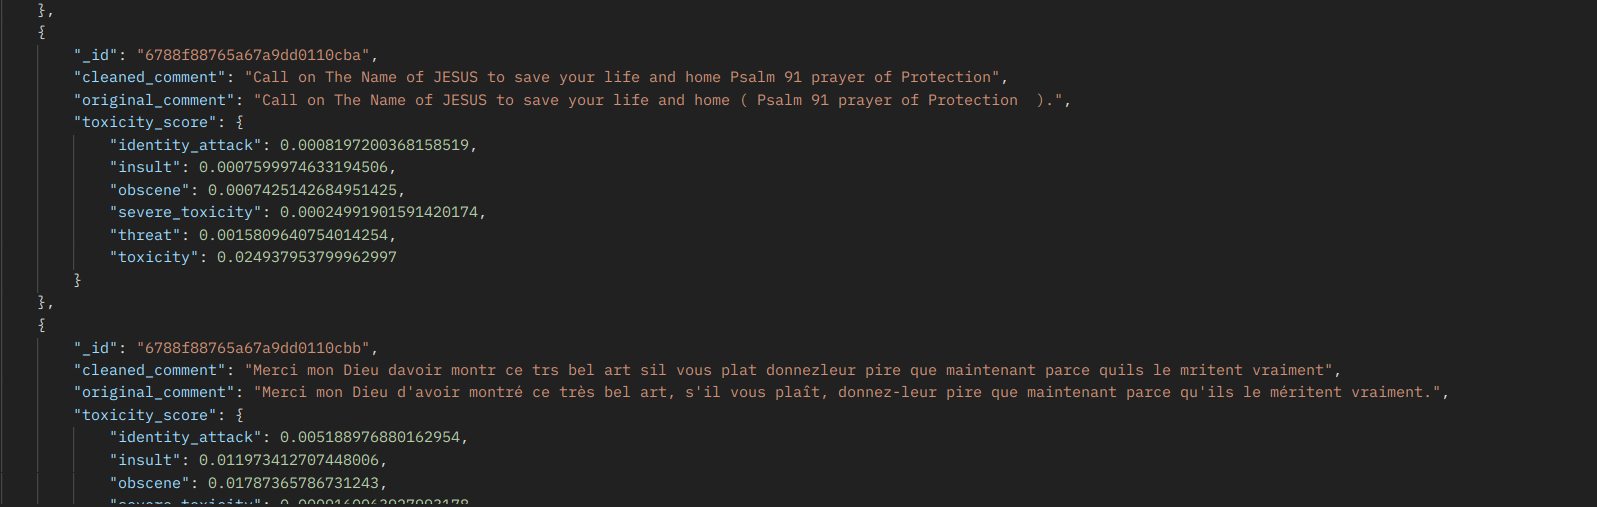 },
{
"_id": "6788f88765a67a9dd0110cba",
"cleaned_comment": "Call on The Name of JESUS to save your life and home Psalm 91 prayer of Protection",
"original_comment": "Call on The Name of JESUS to save your life and home ( Psalm 91 prayer of Protection  ).",
"toxicity_score": {
"identity_attack": 0.0008197200368158519,
"insult": 0.0007599974633194506,
"obscene": 0.0007425142684951425,
"severe_toxicity": 0.00024991901591420174,
"threat": 0.0015809640754014254,
"toxicity": 0.024937953799962997
}
},
{
"_id": "6788f88765a67a9dd0110cbb",
"cleaned_comment": "Merci mon Dieu davoir montr ce trs bel art sil vous plat donnezleur pire que maintenant parce quils le mritent vraiment",
"original_comment": "Merci mon Dieu d'avoir montré ce très bel art, s'il vous plaît, donnez-leur pire que maintenant parce qu'ils le méritent vraiment.",
"toxicity_score": {
"identity_attack": 0.005188976880162954,
"insult": 0.011973412707448006,
"obscene": 0.01787365786731243,